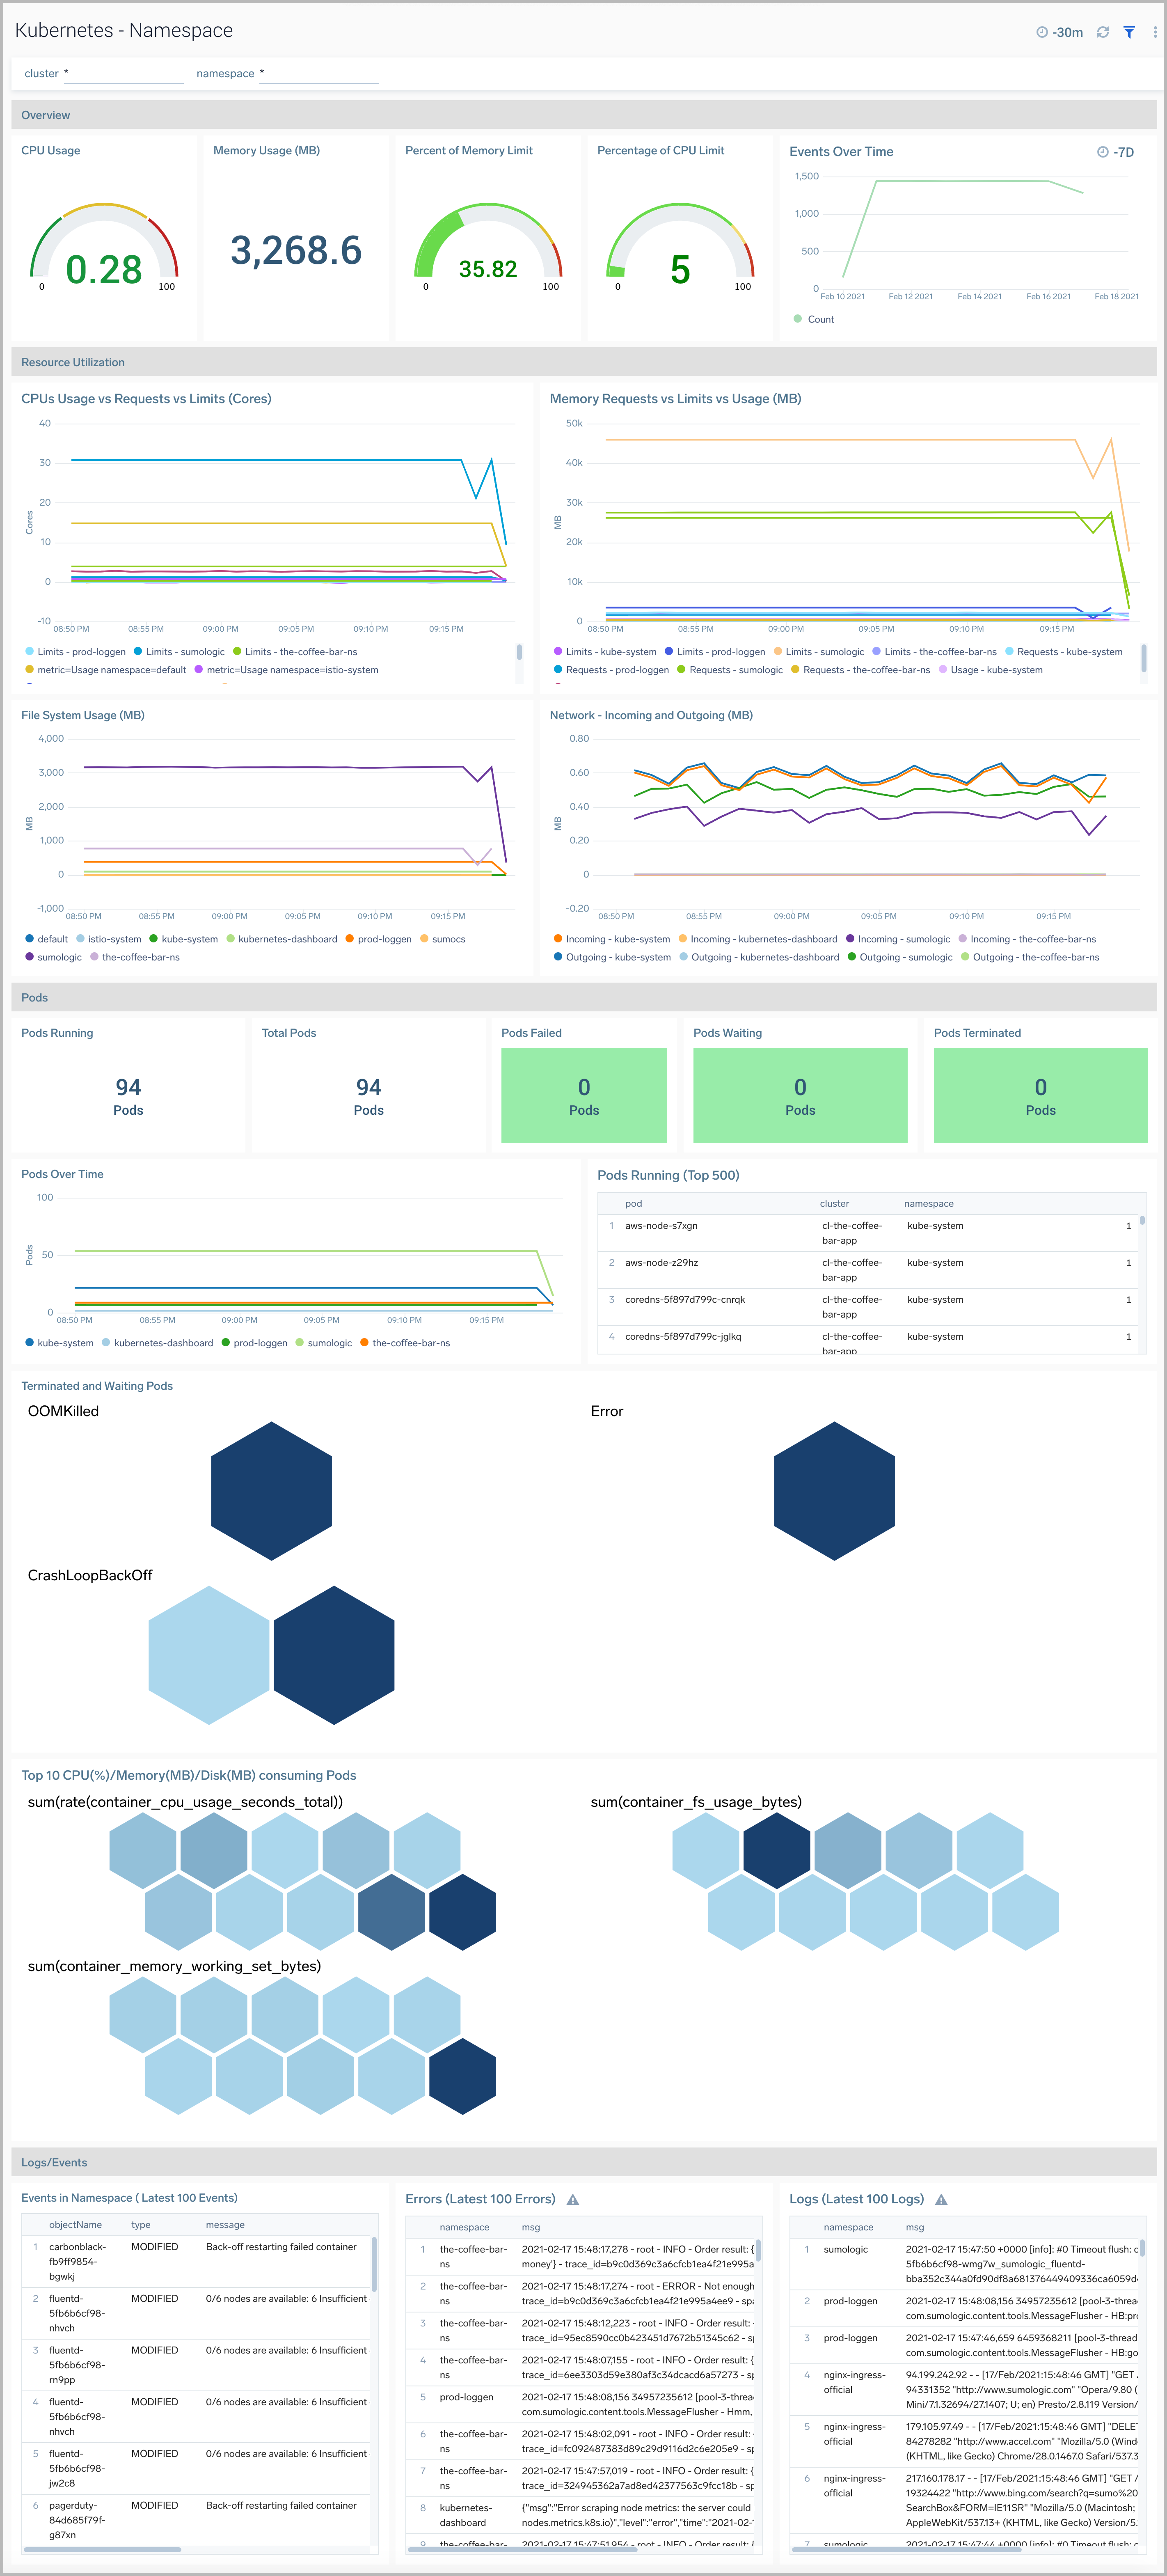 Kubernetes - Namespace
-30m
cluster *
namespace *
Overview
CPU Usage
0.28
0
100
Memory Usage (MB)
3,268.6
Percent of Memory Limit
35.82
0
100
Percentage of CPU Limit
5
0
100
Events Over Time
-7D
1,500
1,000
500
0
Feb 10 2021
Feb 12 2021
Feb 14 2021
Feb 16 2021
Feb 18 2021
Count
Resource Utilization
CPUs Usage vs Requests vs Limits (Cores)
40
30
20
10
0
-10
Cores
08:50 PM
08:55 PM
09:00 PM
09:05 PM
09:10 PM
09:15 PM
Limits - prod-loggen
Limits - sumologic
Limits - the-coffee-bar-ns
metric=Usage namespace=default
metric=Usage namespace=istio-system
Memory Requests vs Limits vs Usage (MB)
50k
40k
30k
20k
10k
0
MB
08:50 PM
08:55 PM
09:00 PM
09:05 PM
09:10 PM
09:15 PM
Limits - kube-system
Limits - prod-loggen
Limits - sumologic
Limits - the-coffee-bar-ns
Requests - kube-system
Requests - prod-loggen
Requests - sumologic
Requests - the-coffee-bar-ns
Usage - kube-system
File System Usage (MB)
4,000
3,000
2,000
1,000
0
-1,000
MB
08:50 PM
08:55 PM
09:00 PM
09:05 PM
09:10 PM
09:15 PM
default
istio-system
kube-system
kubernetes-dashboard
prod-loggen
sumocs
sumologic
the-coffee-bar-ns
Network - Incoming and Outgoing (MB)
0.80
0.60
0.40
0.20
0
-0.20
MB
08:50 PM
08:55 PM
09:00 PM
09:05 PM
09:10 PM
09:15 PM
Incoming - kube-system
Incoming - kubernetes-dashboard
Incoming - sumologic
Incoming - the-coffee-bar-ns
Outgoing - kube-system
Outgoing - kubernetes-dashboard
Outgoing - sumologic
Outgoing - the-coffee-bar-ns
Pods
Pods Running
94
Pods
Total Pods
94
Pods
Pods Failed
0
Pods
Pods Waiting
0
Pods
Pods Terminated
0
Pods
Pods Over Time
100
50
0
Pods
08:50 PM
08:55 PM
09:00 PM
09:05 PM
09:10 PM
09:15 PM
kube-system
kubernetes-dashboard
prod-loggen
sumologic
the-coffee-bar-ns
Pods Running (Top 500)
pod cluster namespace
1 aws-node-s7xgn cl-the-coffee- kube-system 1
bar-app
2 aws-node-z29hz cl-the-coffee- kube-system 1
bar-app
3 coredns-5f897d799c-cnrqk cl-the-coffee- kube-system 1
bar-app
4 coredns-5f897d799c-jglkq cl-the-coffee- kube-system 1
bar-app
Terminated and Waiting Pods
OOMKilled
Error
CrashLoopBackOff
Top 10 CPU(%)/Memory(MB)/Disk(MB) consuming Pods
sum(rate(container_cpu_usage_seconds_total))
sum(container_fs_usage_bytes)
sum(container_memory_working_set_bytes)
Logs/Events
Events in Namespace ( Latest 100 Events)
objectName type message
1 carbonblack- MODIFIED Back-off restarting failed container
fb9ff9854-
bgwkj
2 fluentd- MODIFIED 0/6 nodes are available: 6 Insufficient
5fb6b6cf98-
nhvch
3 fluentd- MODIFIED 0/6 nodes are available: 6 Insufficient
5fb6b6cf98-
rn9pp
4 fluentd- MODIFIED 0/6 nodes are available: 6 Insufficient
5fb6b6cf98-
nhvch
5 fluentd- MODIFIED 0/6 nodes are available: 6 Insufficient
5fb6b6cf98-
jw2c8
6 pagerduty- MODIFIED Back-off restarting failed container
84d685f79f-
g87xn
Errors (Latest 100 Errors)
namespace msg
1 the-coffee-bar- 2021-02-17 15:48:17,278 - root - INFO - Order result: {
ns money'} - trace_id=b9c0d369c3a6cfcb1ea4f21e995a
2 the-coffee-bar- 2021-02-17 15:48:17,274 - root - ERROR - Not enough
ns trace_id=b9c0d369c3a6cfcb1ea4f21e995a4ee9 - spa
3 the-coffee-bar- 2021-02-17 15:48:12,223 - root - INFO - Order result:
ns trace_id=95ec8590cc0b423451d7672b51345c62 - sp
4 the-coffee-bar- 2021-02-17 15:48:07,155 - root - INFO - Order result: {
ns trace_id=6ee3303d59e380af3c34dcacd6a57273 - sp
5 prod-loggen 2021-02-17 15:48:08,156 34957235612 [pool-3-threa
com.sumologic.content.tools.MessageFlusher - Hmm,
6 the-coffee-bar- 2021-02-17 15:48:02,091 - root - INFO - Order result:
ns trace_id=fc092487383d89c29d9116d2c6e205e9 - sp
7 the-coffee-bar- 2021-02-17 15:47:57,019 - root - INFO - Order result: {
ns trace_id=324945362a7ad8ed42377563c9fcc18b - sp
8 kubernetes- {"msg":"Error scraping node metrics: the server could
dashboard nodes.metrics.k8s.io)","level":"error","time":"2021-02-1
9 the-coffee-bar- 2021-02-17 15:47:51,954 - root - INFO - Order result: {
Logs (Latest 100 Logs)
namespace msg
1 sumologic 2021-02-17 15:47:50 +0000 [info]: #0 Timeout flush: c
5fb6b6cf98-wmg7w_sumologic_fluentd-
bba352c344a0fd90df8a681376449409336ca6059d
2 prod-loggen 2021-02-17 15:48:08,156 34957235612 [pool-3-threa
com.sumologic.content.tools.MessageFlusher - HB:pro
3 prod-loggen 2021-02-17 15:47:46,659 6459368211 [pool-3-thread
com.sumologic.content.tools.MessageFlusher - HB:go
4 nginx-ingress- 94.199.242.92 - - [17/Feb/2021:15:48:46 GMT] "GET /
official 94331352 "http://www.sumologic.com" "Opera/9.80 (
Mini/7.1.32694/27.1407; U; en) Presto/2.8.119 Version/
5 nginx-ingress- 179.105.97.49 - - [17/Feb/2021:15:48:46 GMT] "DELET
official 84278282 "http://www.accel.com" "Mozilla/5.0 (Wind
(KHTML, like Gecko) Chrome/28.0.1467.0 Safari/537.3
6 nginx-ingress- 217.160.178.17 - - [17/Feb/2021:15:48:46 GMT] "GET /
official 19324422 "http://www.bing.com/search?q=sumo%20
SearchBox&FORM=IE11SR" "Mozilla/5.0 (Macintosh;
AppleWebKit/537.13+ (KHTML, like Gecko) Version/5.
7 sumologic 2021-02-17 15:47:44 +0000 [info]: #0 Timeout flush: c